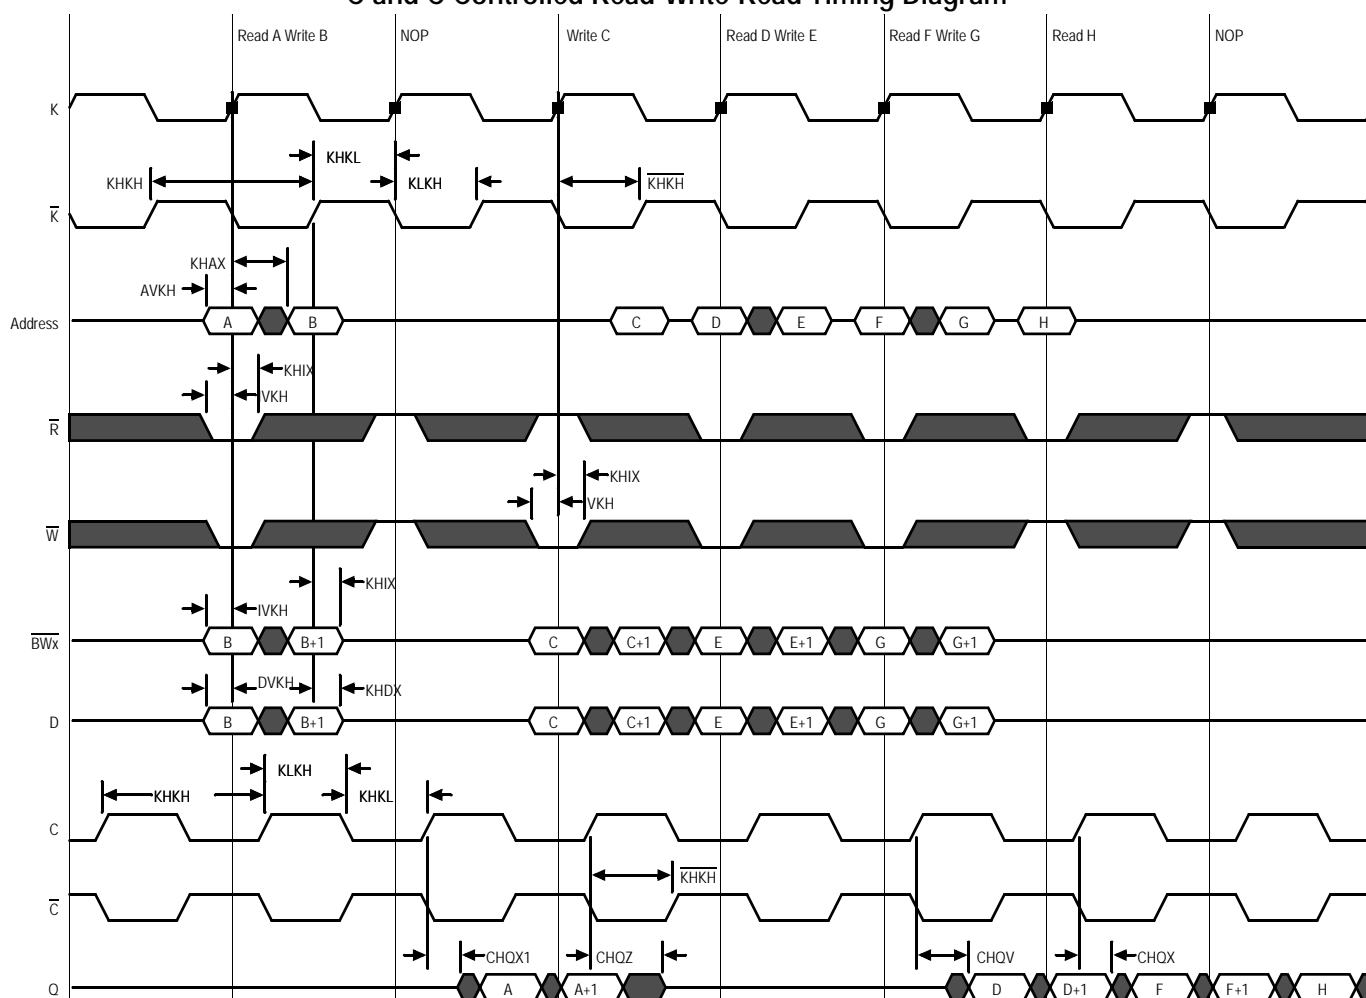 C and C Controlled Read-Write-Read Timing Diagram
Read A Write B NOP Write C Read D Write E Read F Write G Read H NOP
K
KHKL
KHKH KLKH KHKH
K
KHAX
AVKH
Address A B C D E F G H
KHIX
VKH
R
KHIX
VKH
W
KHIX
IVKH
BWx B B+1 C C+1 E E+1 G G+1
DVKH KHDX
D B B+1 C C+1 E E+1 G G+1
KLKH
KHKH KHKL
C
KHKH
C
CHQX1 CHQZ CHQV CHQX
Q A A+1 D D+1 F F+1 H